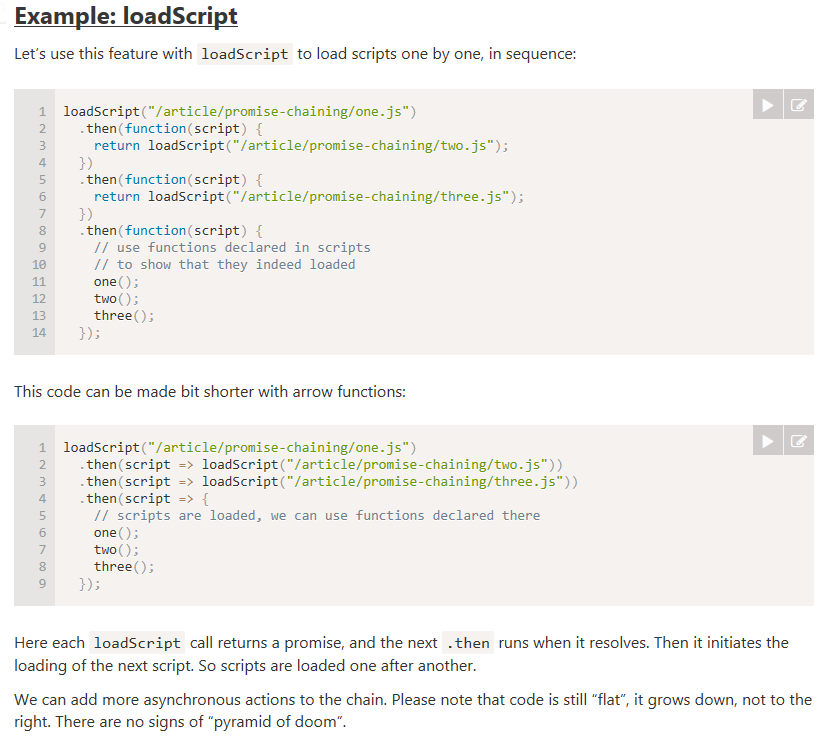 Example: loadScript
Let’s use this feature with loadScript to load scripts one by one, in sequence:
1 loadScript("/article/promise-chaining/one.js")
2   .then(function(script) {
3     return loadScript("/article/promise-chaining/two.js");
4   })
5   .then(function(script) {
6     return loadScript("/article/promise-chaining/three.js");
7   })
8   .then(function(script) {
9     // use functions declared in scripts
10     // to show that they indeed loaded
11     one();
12     two();
13     three();
14   });
This code can be made bit shorter with arrow functions:
1 loadScript("/article/promise-chaining/one.js")
2   .then(script => loadScript("/article/promise-chaining/two.js"))
3   .then(script => loadScript("/article/promise-chaining/three.js"))
4   .then(script => {
5     // scripts are loaded, we can use functions declared there
6     one();
7     two();
8     three();
9   });
Here each loadScript call returns a promise, and the next .then runs when it resolves. Then it initiates the
loading of the next script. So scripts are loaded one after another.
We can add more asynchronous actions to the chain. Please note that code is still “flat”, it grows down, not to the
right. There are no signs of “pyramid of doom”.